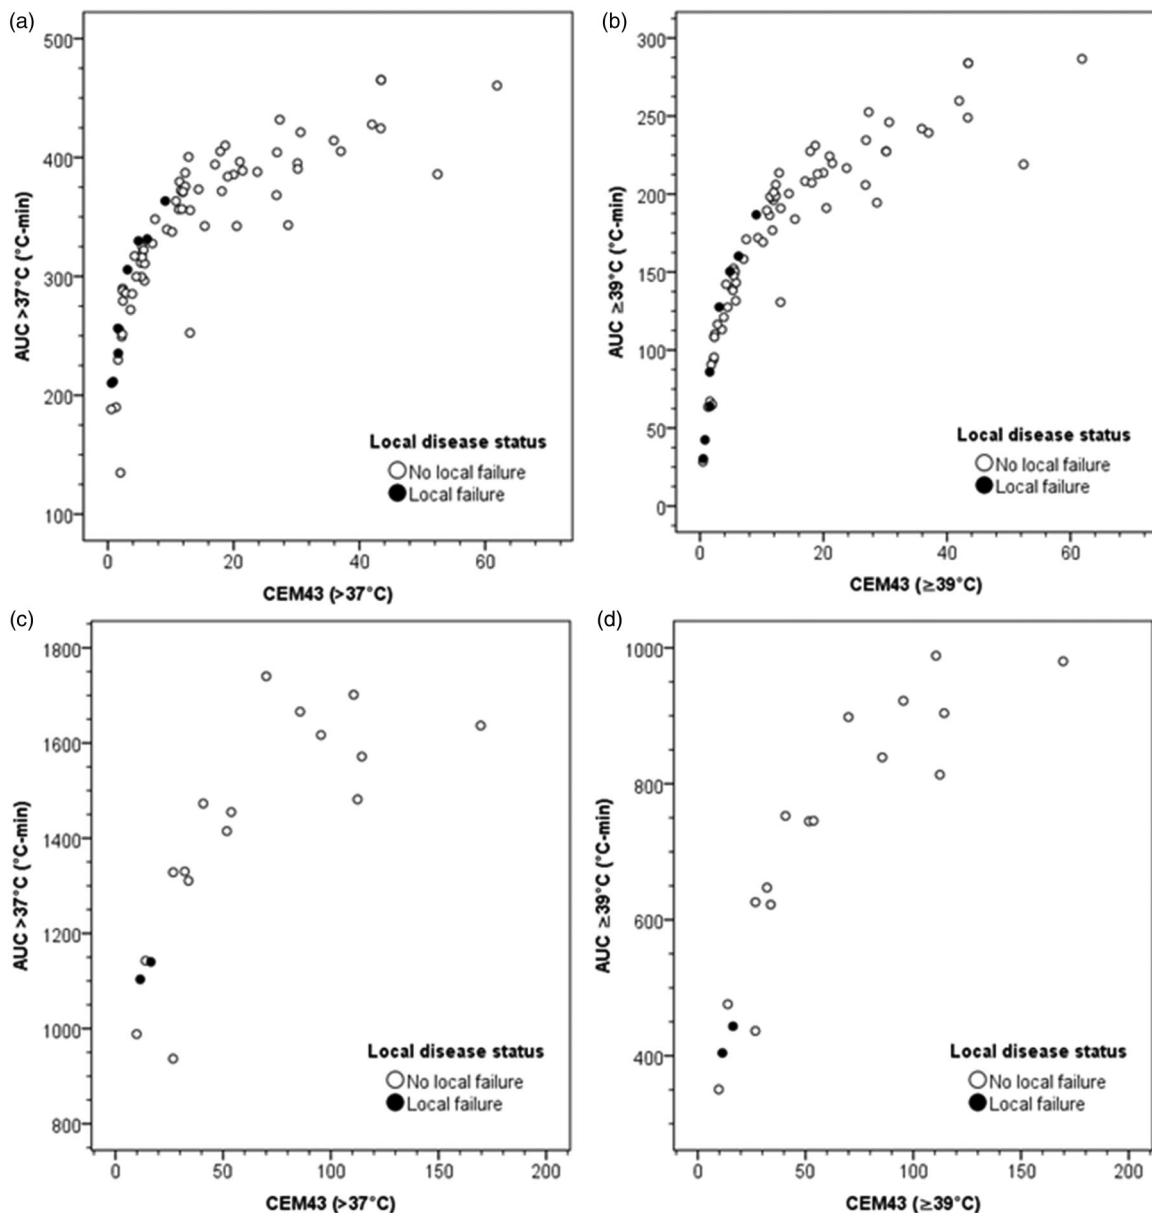 (a)
500
400
300
200
100
AUC >37°C (°C-min)
Local disease status
No local failure
Local failure
0 20 40 60
CEM43 (>37°C)
(b)
300
250
200
150
100
50
0
AUC ≥39°C (°C-min)
Local disease status
No local failure
Local failure
0 20 40 60
CEM43 (≥39°C)
(c)
1800
1600
1400
1200
1000
800
AUC >37°C (°C-min)
Local disease status
No local failure
Local failure
0 50 100 150 200
CEM43 (>37°C)
(d)
1000
800
600
400
AUC ≥39°C (°C-min)
Local disease status
No local failure
Local failure
0 50 100 150 200
CEM43 (≥39°C)